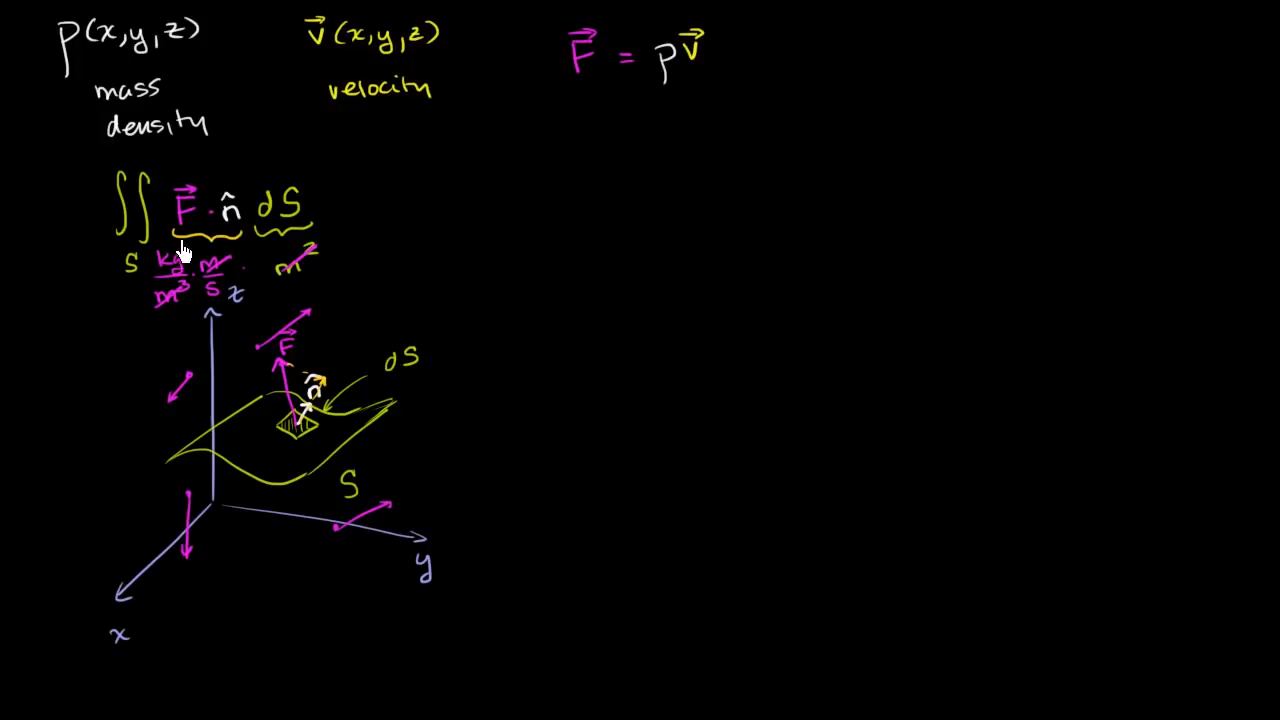 ρ(x,y,z)
mass
density
v⃗(x,y,z)
velocity
F⃗ = ρv⃗
∬ F⃗ · n̂ dS
S
kg/m³ · m/s · m²
z
F⃗
n̂
dS
S
y
x